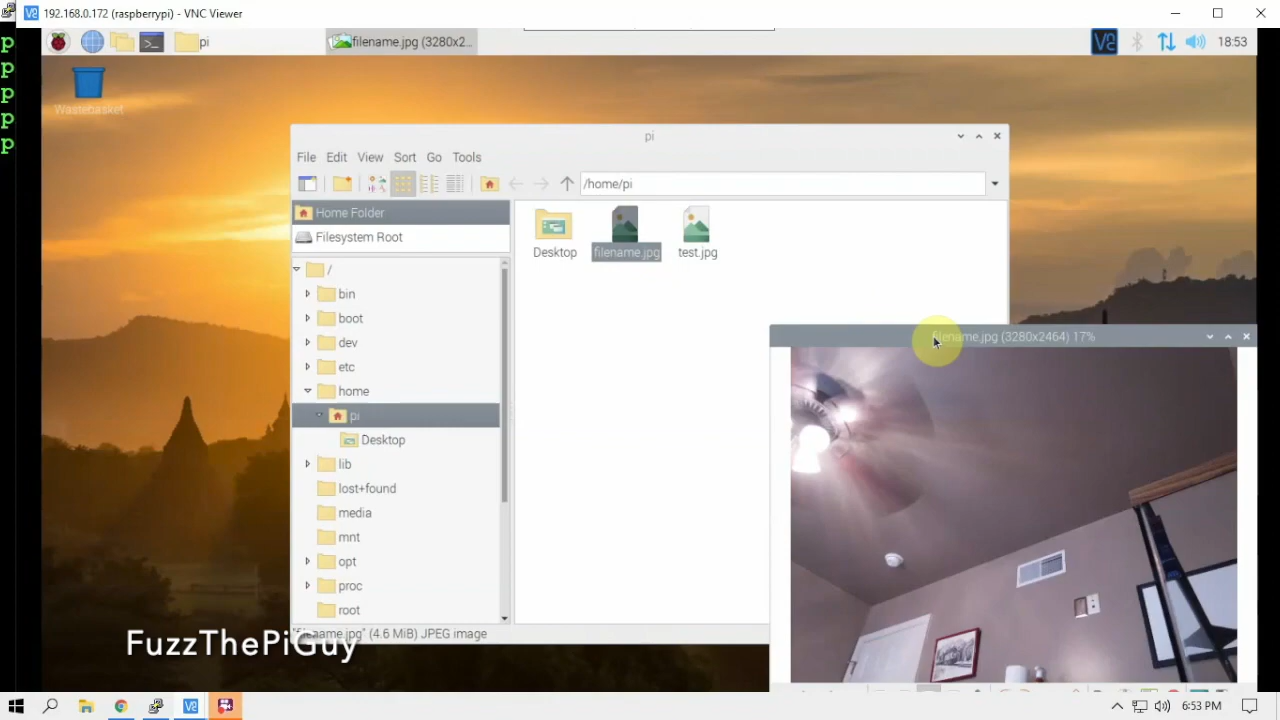 192.168.0.172 (raspberrypi) - VNC Viewer
pi
filename.jpg (3280x2...
18:53
Wastebasket
pi
File Edit View Sort Go Tools
/home/pi
Home Folder
Filesystem Root
/
bin
boot
dev
etc
home
pi
Desktop
lib
lost+found
media
mnt
opt
proc
root
Desktop
filename.jpg
test.jpg
filename.jpg (3280x2464) 17%
"filename.jpg" (4.6 MiB) JPEG image
FuzzThePiGuy
p
p
p
p
p
6:53 PM